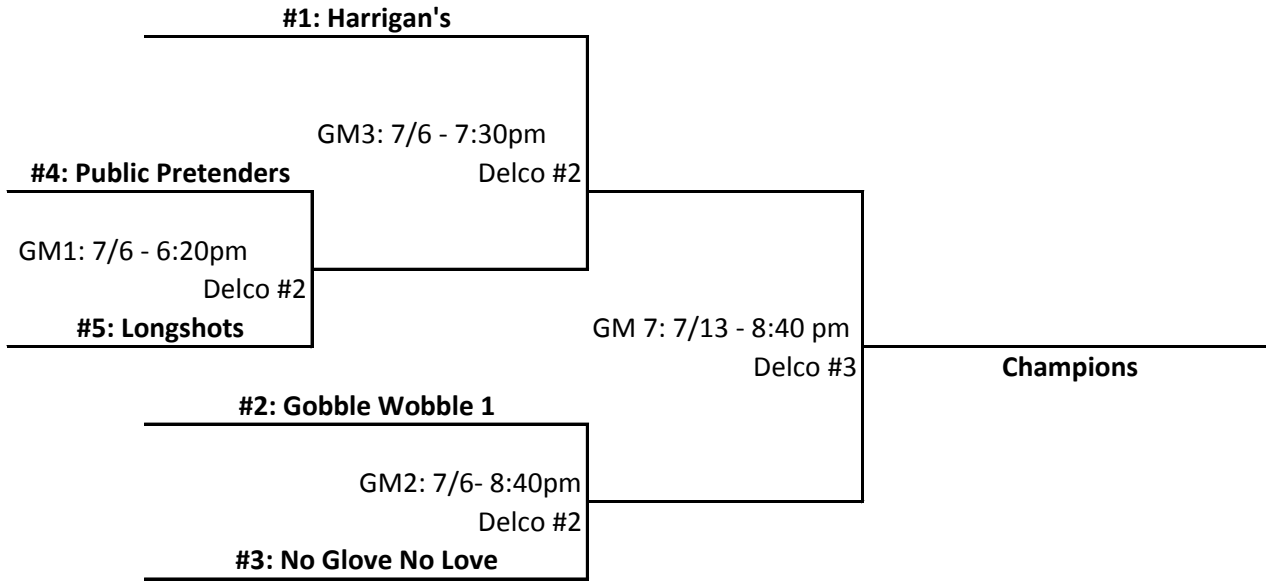 #1: Harrigan's
GM3: 7/6 - 7:30pm
Delco #2
#4: Public Pretenders
GM1: 7/6 - 6:20pm
Delco #2
#5: Longshots
GM 7: 7/13 - 8:40 pm
Delco #3
Champions
#2: Gobble Wobble 1
GM2: 7/6- 8:40pm
Delco #2
#3: No Glove No Love